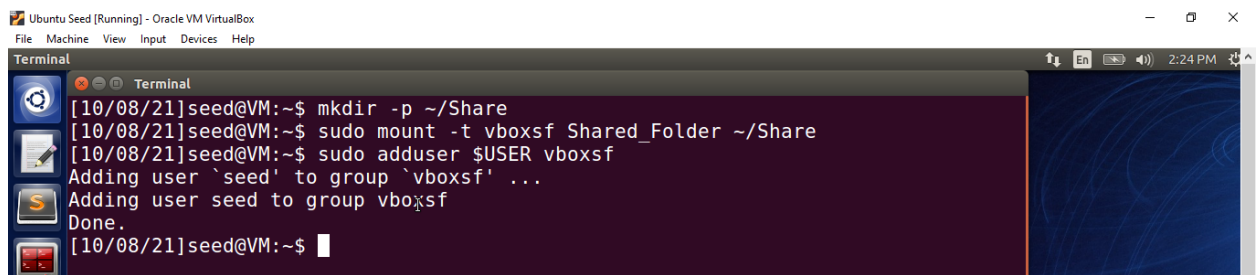 Ubuntu Seed [Running] - Oracle VM VirtualBox
File Machine View Input Devices Help
Terminal En 2:24 PM
Terminal
[10/08/21]seed@VM:~$ mkdir -p ~/Share
[10/08/21]seed@VM:~$ sudo mount -t vboxsf Shared_Folder ~/Share
[10/08/21]seed@VM:~$ sudo adduser $USER vboxsf
Adding user `seed' to group `vboxsf' ...
Adding user seed to group vboxsf
Done.
[10/08/21]seed@VM:~$